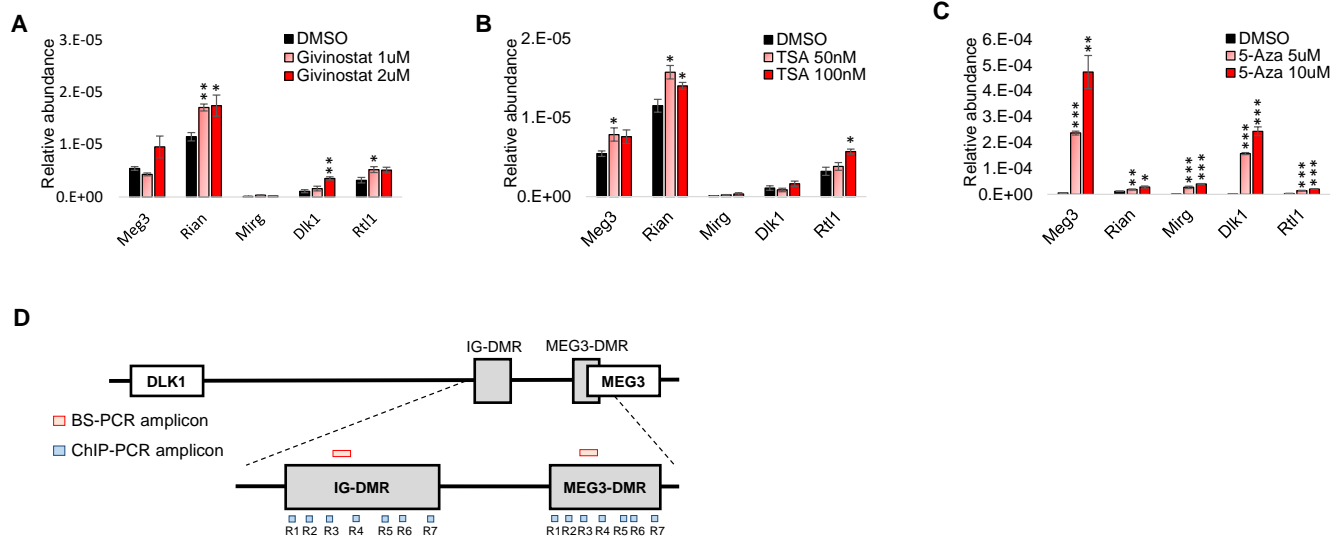 A
Relative abundance
3.E-05
2.E-05
1.E-05
0.E+00
DMSO
Givinostat 1uM
Givinostat 2uM
** * ** *
Meg3 Rian Mirg Dlk1 Rtl1
B
Relative abundance
2.E-05
1.E-05
0.E+00
DMSO
TSA 50nM
TSA 100nM
* * * *
Meg3 Rian Mirg Dlk1 Rtl1
C
Relative abundance
6.E-04
5.E-04
4.E-04
3.E-04
2.E-04
1.E-04
0.E+00
DMSO
5-Aza 5uM
5-Aza 10uM
*** ** ** * *** *** *** *** *** ***
Meg3 Rian Mirg Dlk1 Rtl1
D
IG-DMR MEG3-DMR
DLK1 MEG3
BS-PCR amplicon
ChIP-PCR amplicon
IG-DMR MEG3-DMR
R1 R2 R3 R4 R5 R6 R7 R1 R2 R3 R4 R5 R6 R7